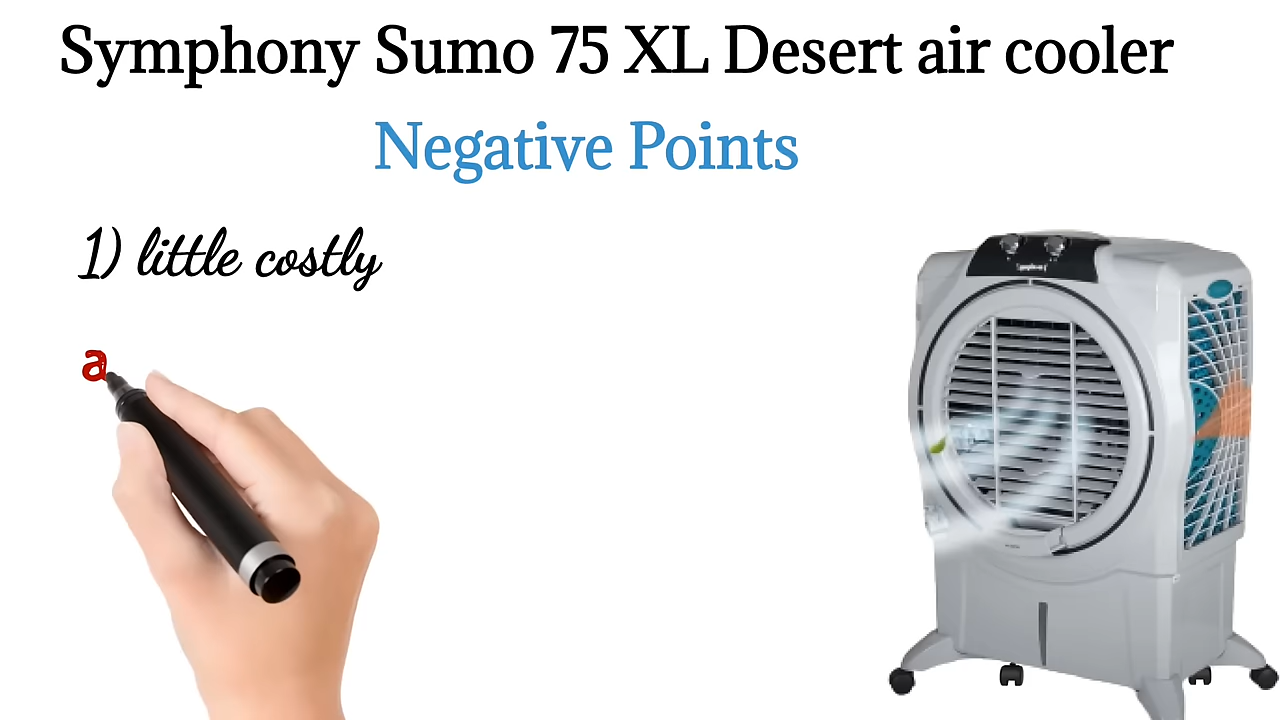 Symphony Sumo 75 XL Desert air cooler
Negative Points
1) little costly
a